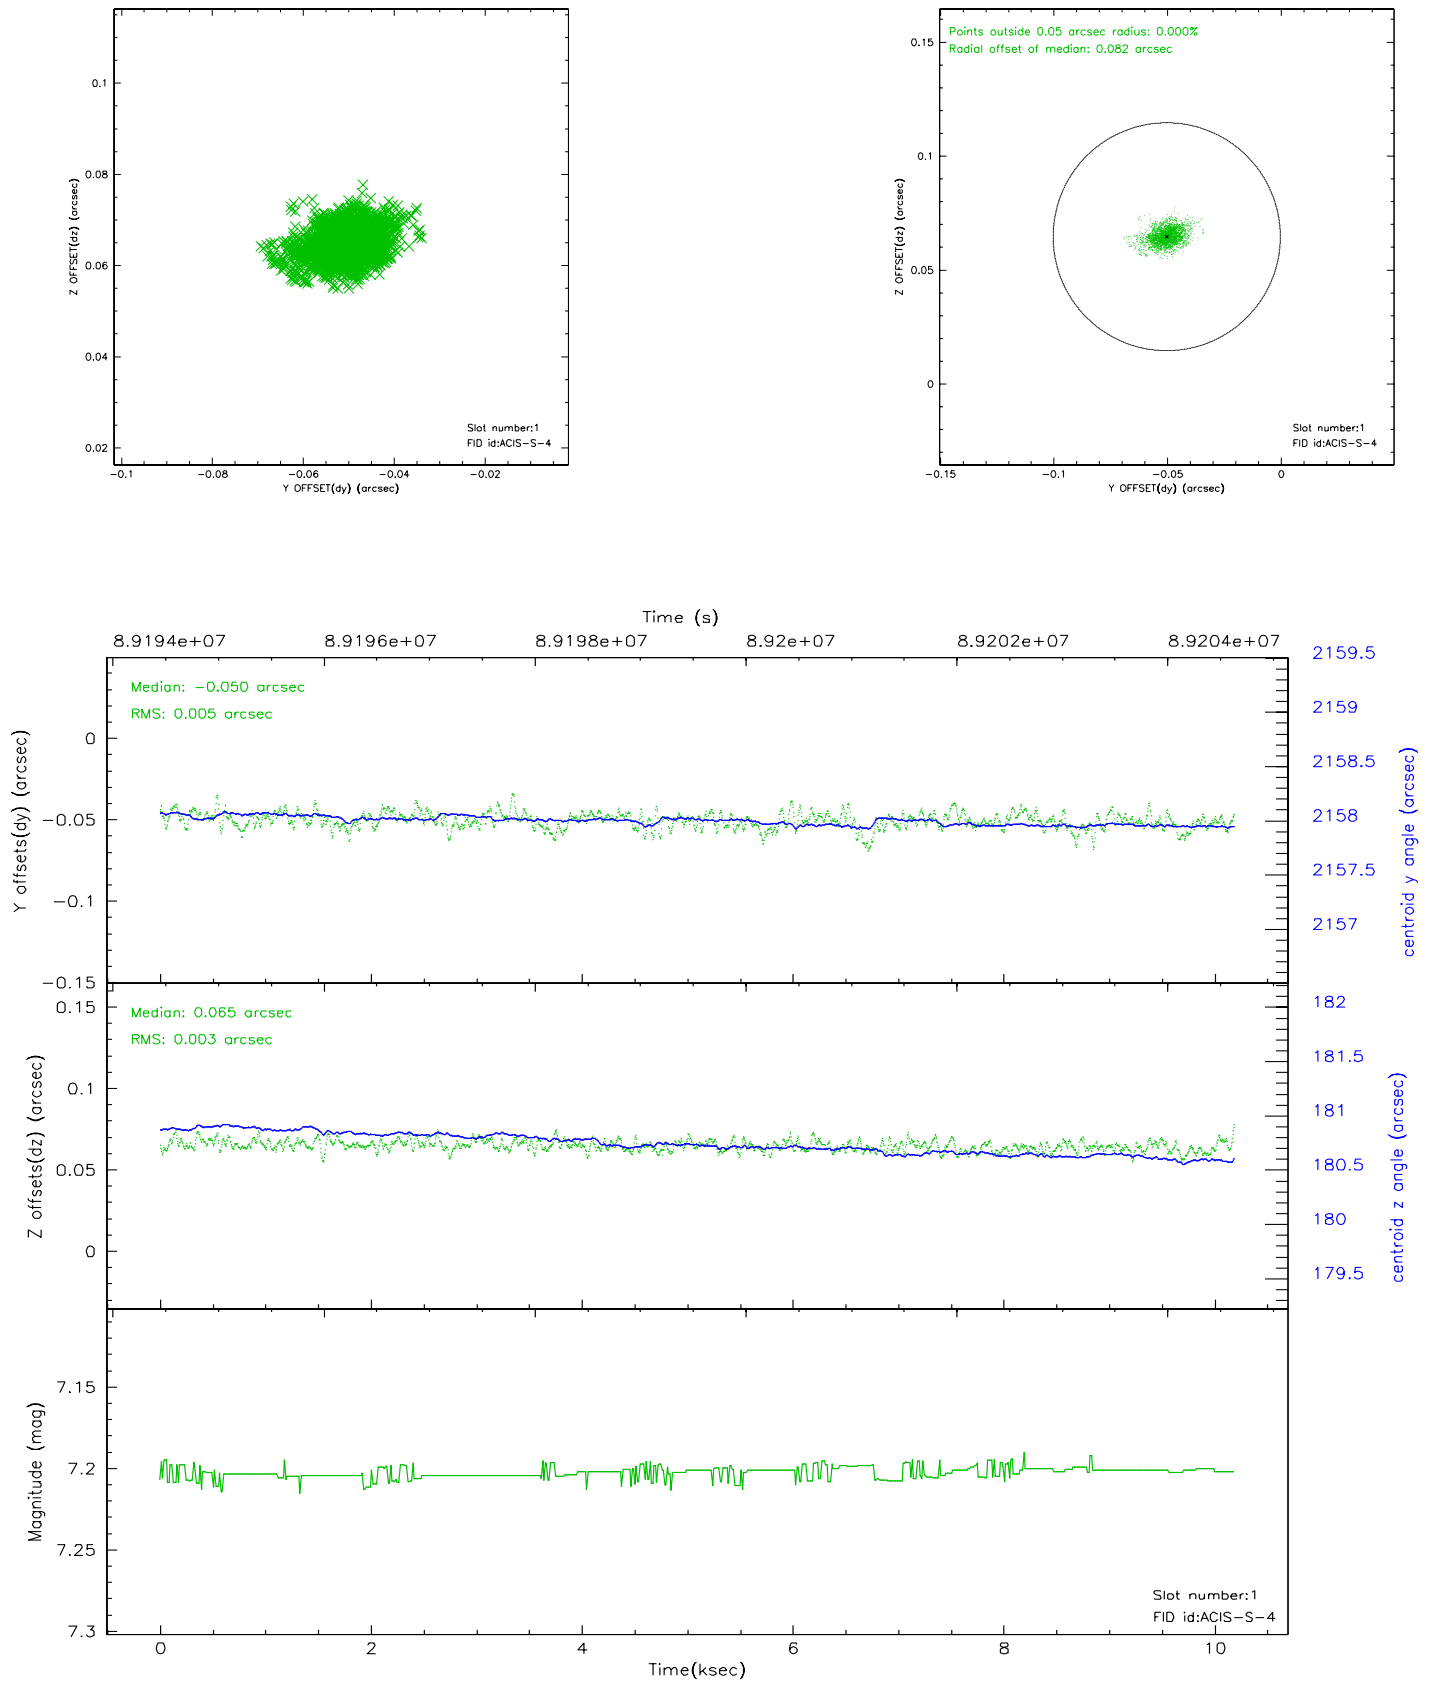 0.1
0.08
0.06
0.04
0.02
Z OFFSET(dz) (arcsec)
Slot number:1
FID id:ACIS-S-4
-0.1 -0.08 -0.06 -0.04 -0.02
Y OFFSET(dy) (arcsec)
Points outside 0.05 arcsec radius: 0.000%
Radial offset of median: 0.082 arcsec
0.15
0.1
0.05
0
Z OFFSET(dz) (arcsec)
Slot number:1
FID id:ACIS-S-4
-0.15 -0.1 -0.05 0
Y OFFSET(dy) (arcsec)
Time (s)
8.9194e+07 8.9196e+07 8.9198e+07 8.92e+07 8.9202e+07 8.9204e+07
Median: -0.050 arcsec
RMS: 0.005 arcsec
0
-0.05
-0.1
-0.15
Y offsets(dy) (arcsec)
2159.5
2159
2158.5
2158
2157.5
2157
centroid y angle (arcsec)
Median: 0.065 arcsec
RMS: 0.003 arcsec
0.15
0.1
0.05
0
Z offsets(dz) (arcsec)
182
181.5
181
180.5
180
179.5
centroid z angle (arcsec)
7.15
7.2
7.25
7.3
Magnitude (mag)
Slot number:1
FID id:ACIS-S-4
0 2 4 6 8 10
Time(ksec)